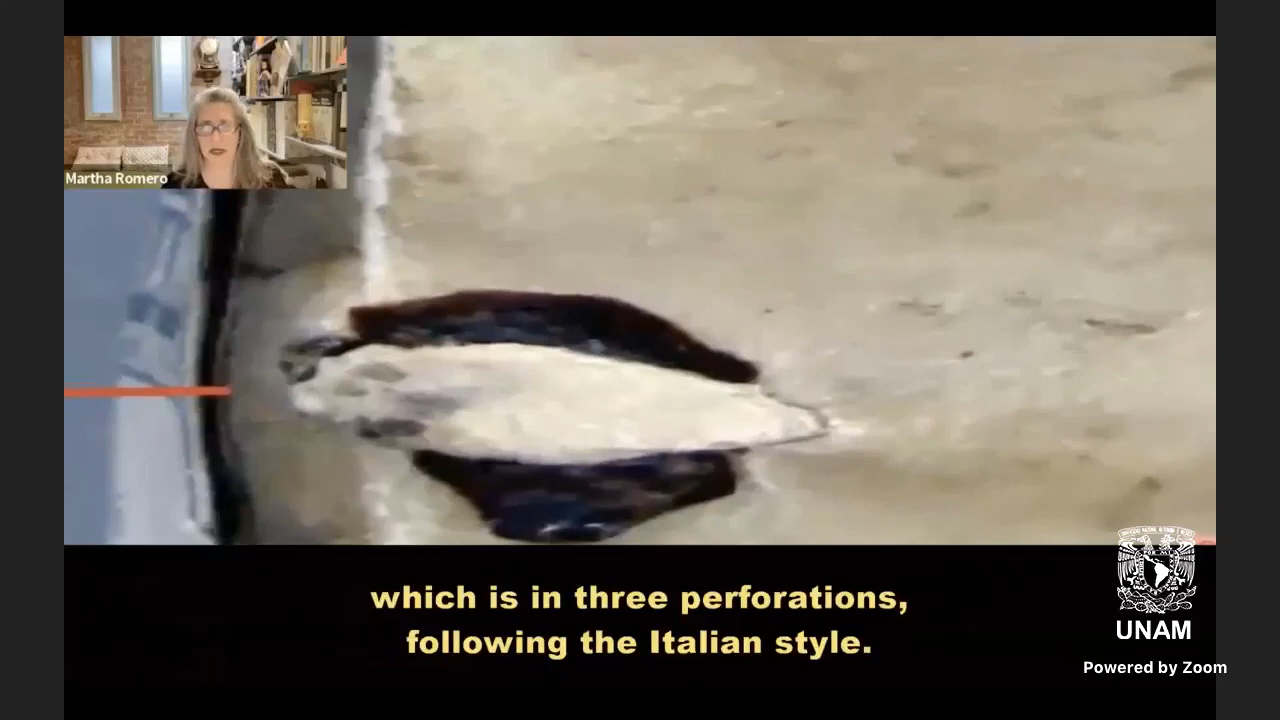 Martha Romero
which is in three perforations,
following the Italian style.
UNAM
Powered by Zoom